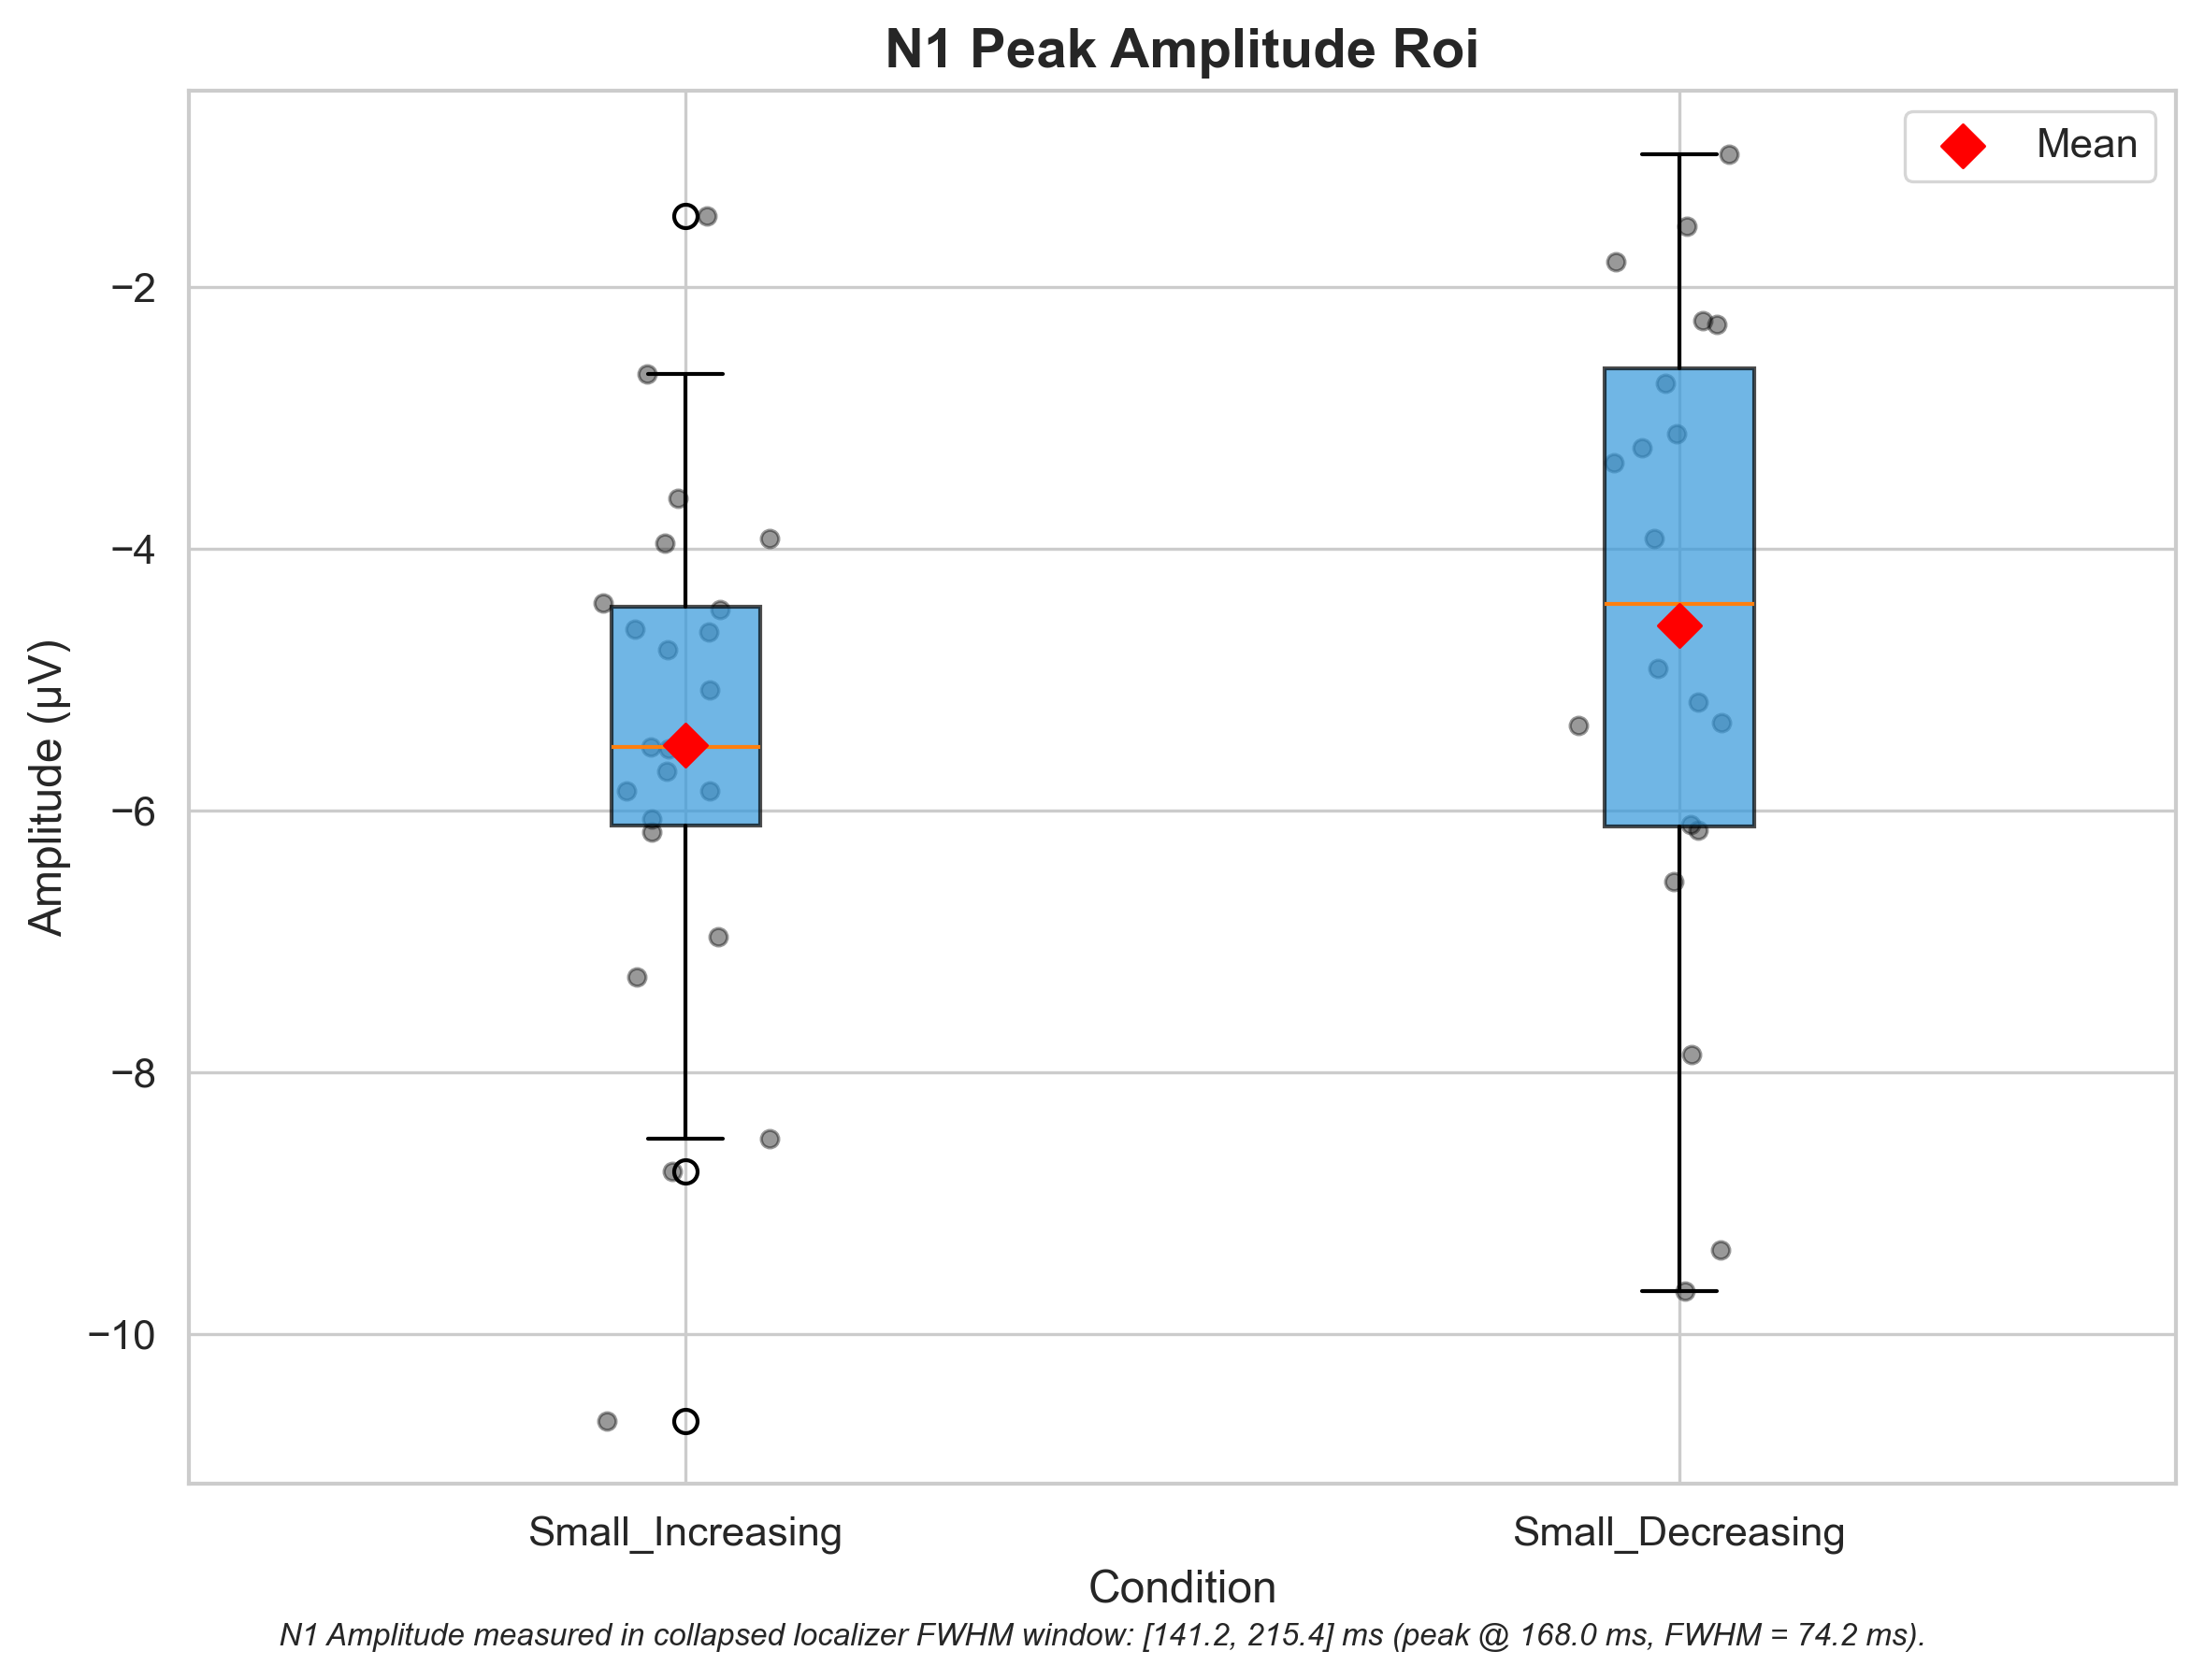 N1 Peak Amplitude Roi
Mean
−2
−4
−6
−8
−10
Amplitude (μV)
Small_Increasing
Small_Decreasing
Condition
N1 Amplitude measured in collapsed localizer FWHM window: [141.2, 215.4] ms (peak @ 168.0 ms, FWHM = 74.2 ms).